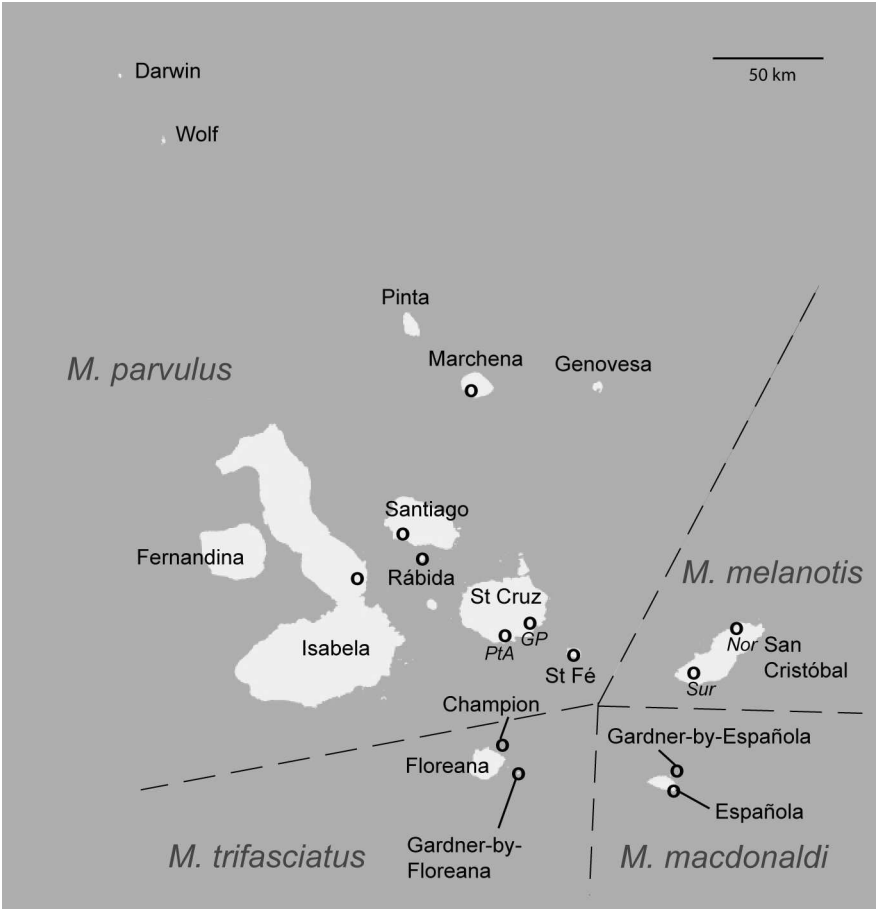 Darwin
50 km
Wolf
Pinta
Marchena
Genovesa
M. parvulus
Santiago
Fernandina
Rábida
M. melanotis
St Cruz
Isabela
PtA
GP
St Fé
Nor
San
Cristóbal
Sur
Champion
Gardner-by-Española
Floreana
Española
Gardner-by-
Floreana
M. trifasciatus
M. macdonaldi